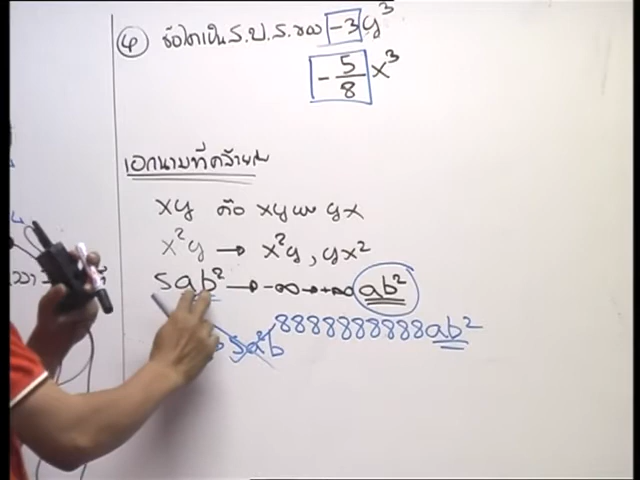 ④ ข้อใดเป็น ส.ป.ส. ของ -3y³
-5/8 x³
เอกนามที่คล้ายกัน
xy คือ xy และ yx
x²y → x²y, yx²
5ab² → -∞ → +∞ ab²
5a²b 8888888888ab²